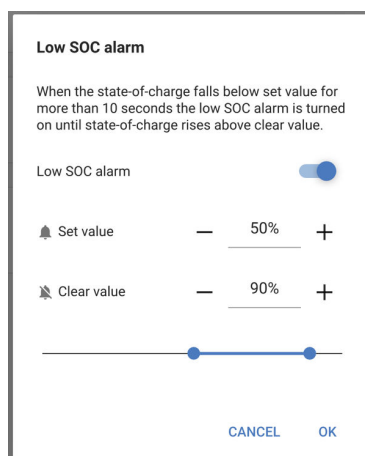 Low SOC alarm
When the state-of-charge falls below set value for
more than 10 seconds the low SOC alarm is turned
on until state-of-charge rises above clear value.
Low SOC alarm
Set value − 50% +
Clear value − 90% +
CANCEL OK